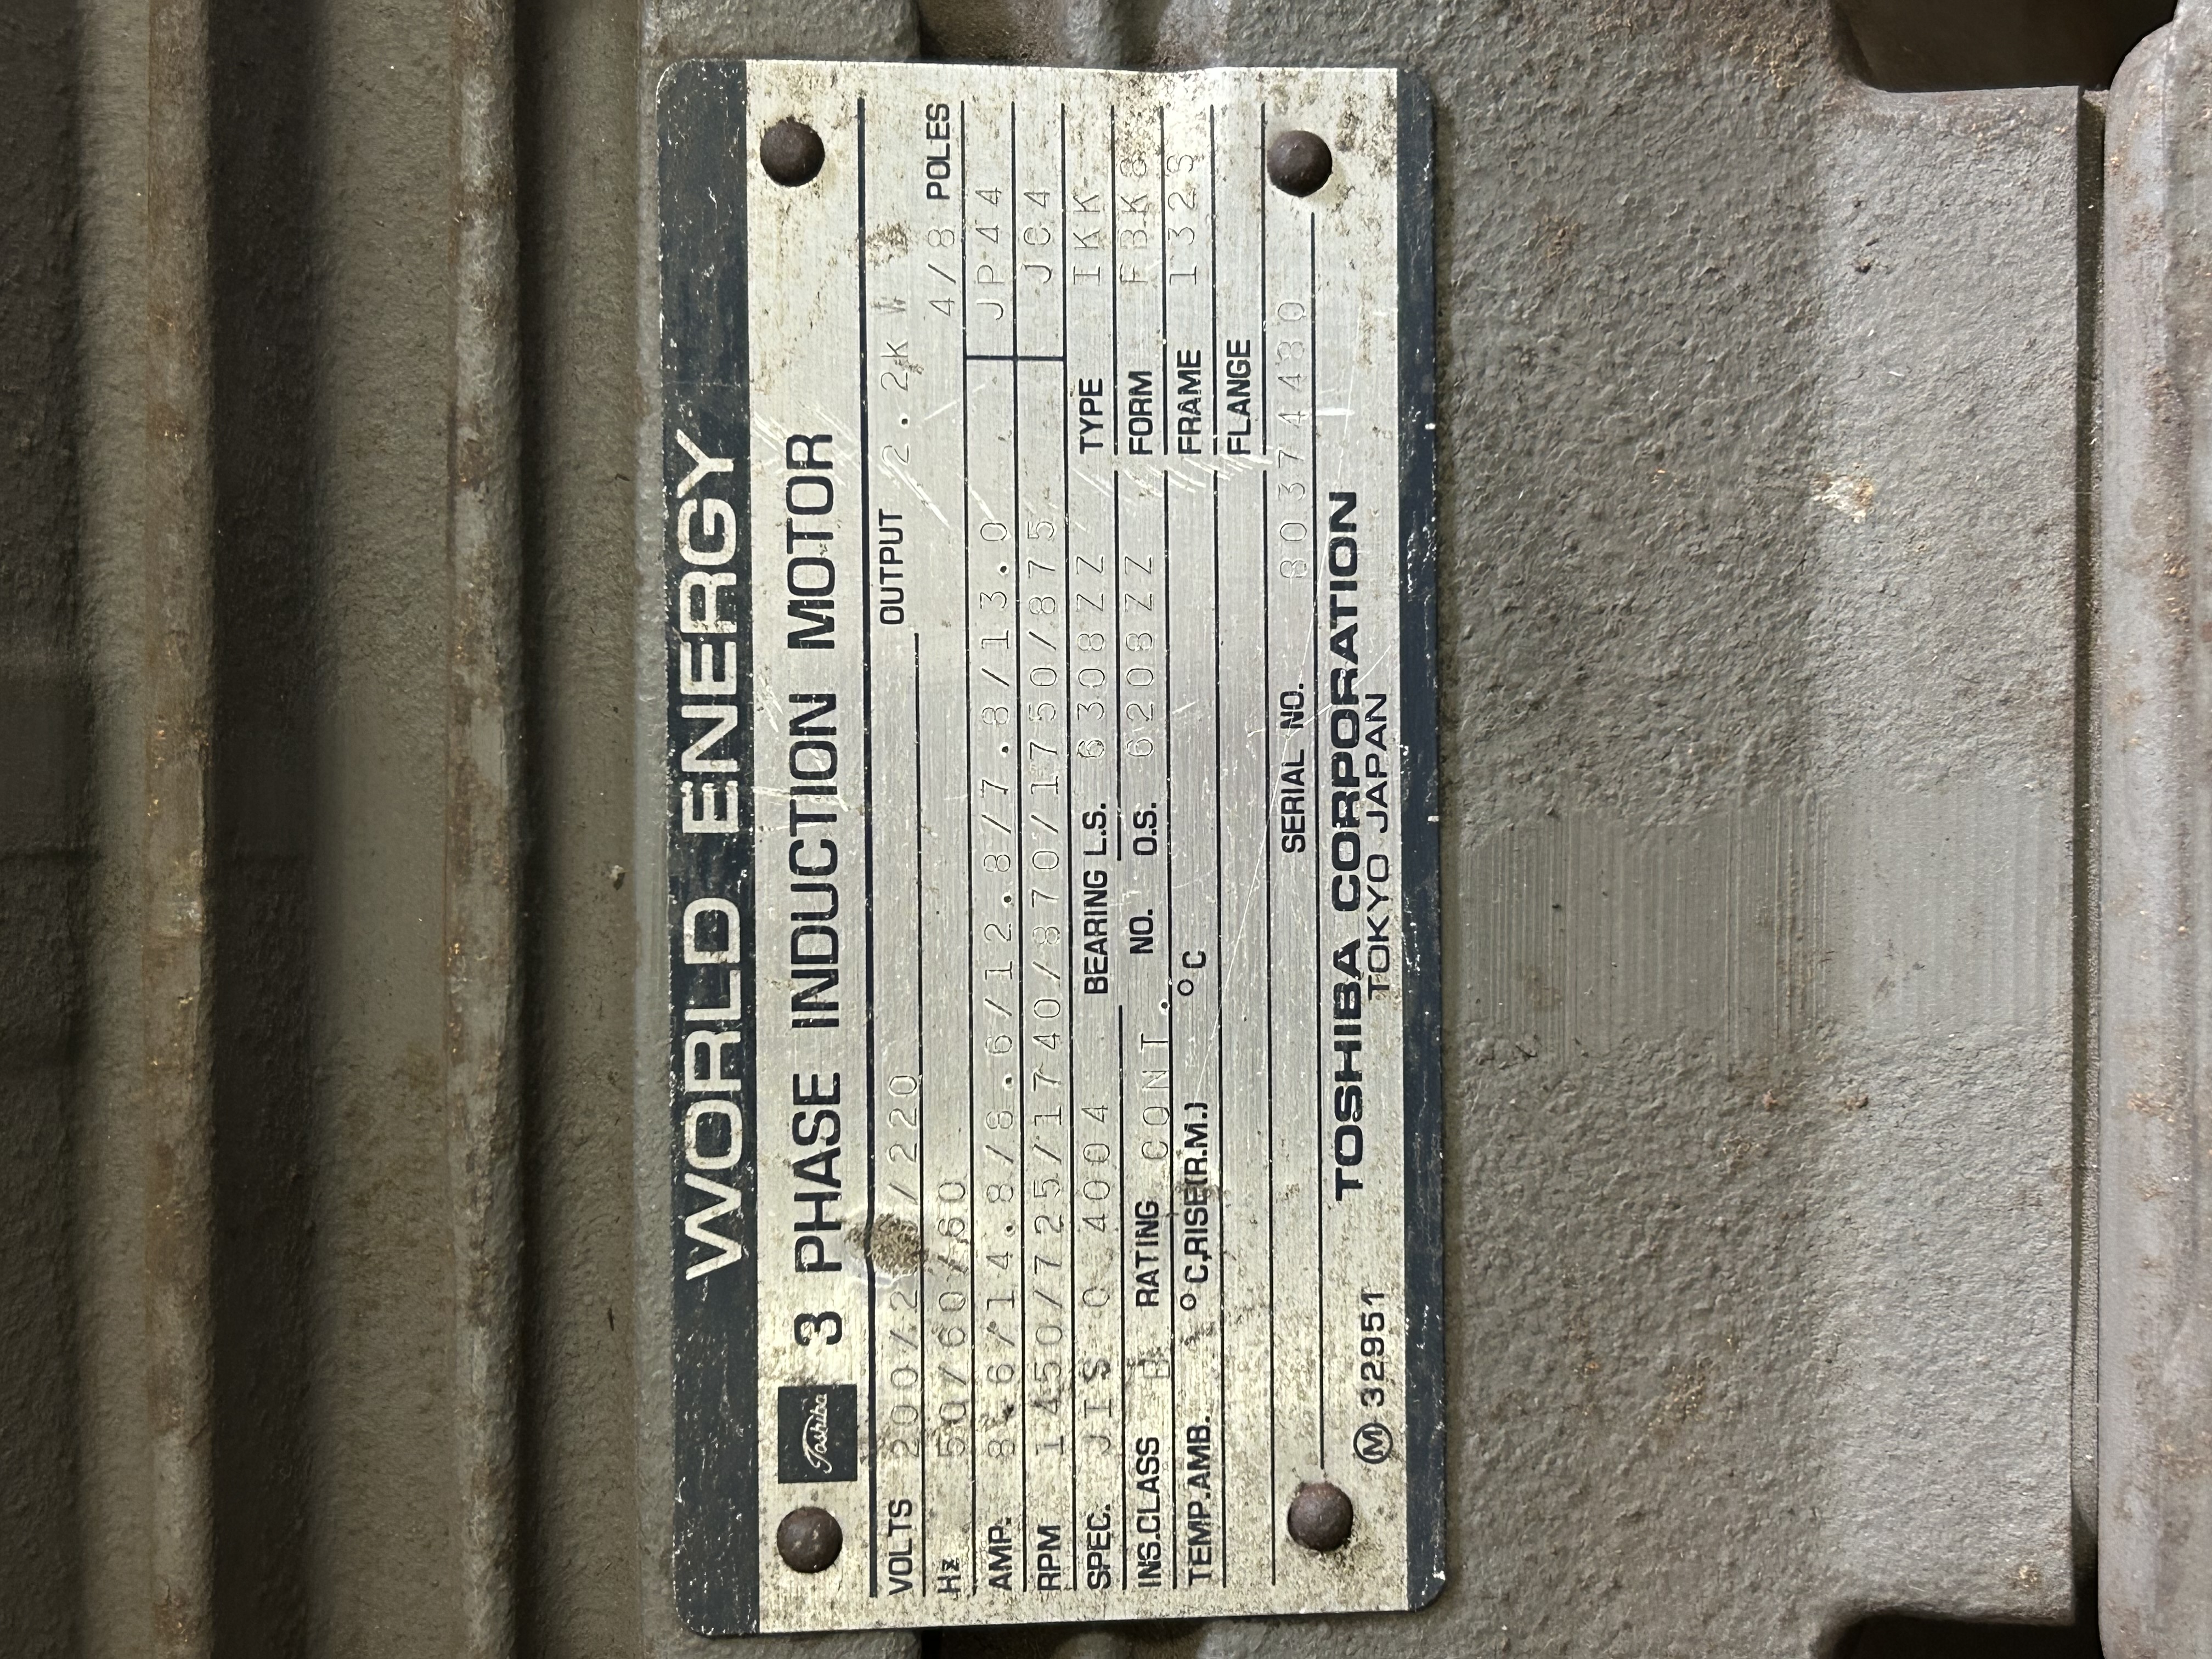 WORLD ENERGY
Toshiba 3 PHASE INDUCTION MOTOR
OUTPUT 2.2kW
VOLTS /220
Hz 50/60/60 4/8 POLES
AMP. 8.6/14.8/8.6/12.8/7.8/13.0 JP44
RPM 1450/725/1740/870/1750/875 JC4
SPEC. JIS C 4004 BEARING L.S. 6308ZZ TYPE IKK
INS.CLASS RATING CONT. NO. O.S. 6208ZZ FORM FBK8
TEMP.AMB. °C,RISE(R.M.) °C FRAME 132S
FLANGE
SERIAL NO. 80374480
TOSHIBA CORPORATION
Ⓜ 32951 TOKYO JAPAN